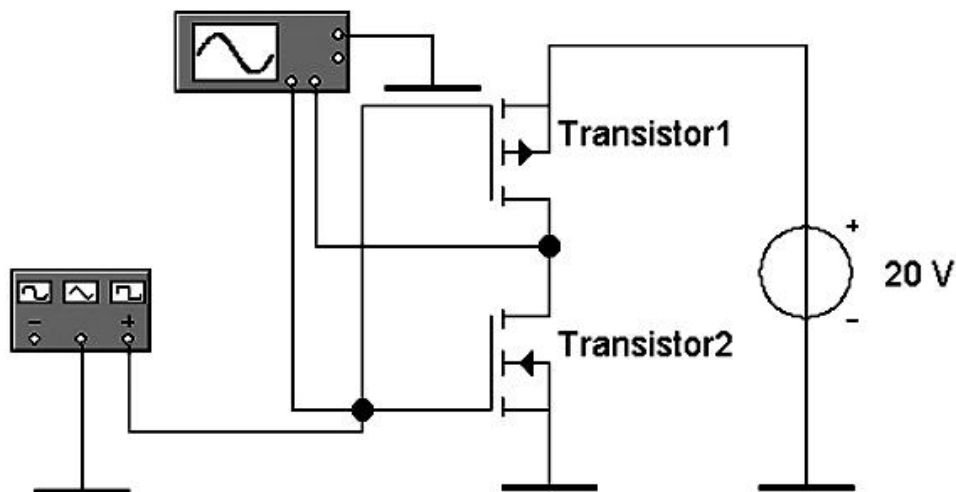 Transistor1
+
20 V
-
- +
Transistor2